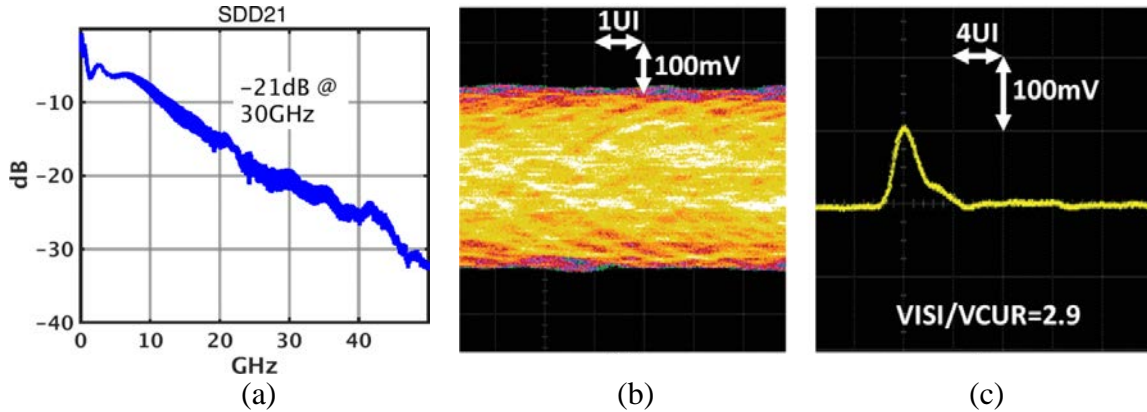 SDD21
-21dB @
30GHz
-10
-20
-30
-40
dB
0 10 20 30 40
GHz
(a)
1UI
100mV
(b)
4UI
100mV
VISI/VCUR=2.9
(c)